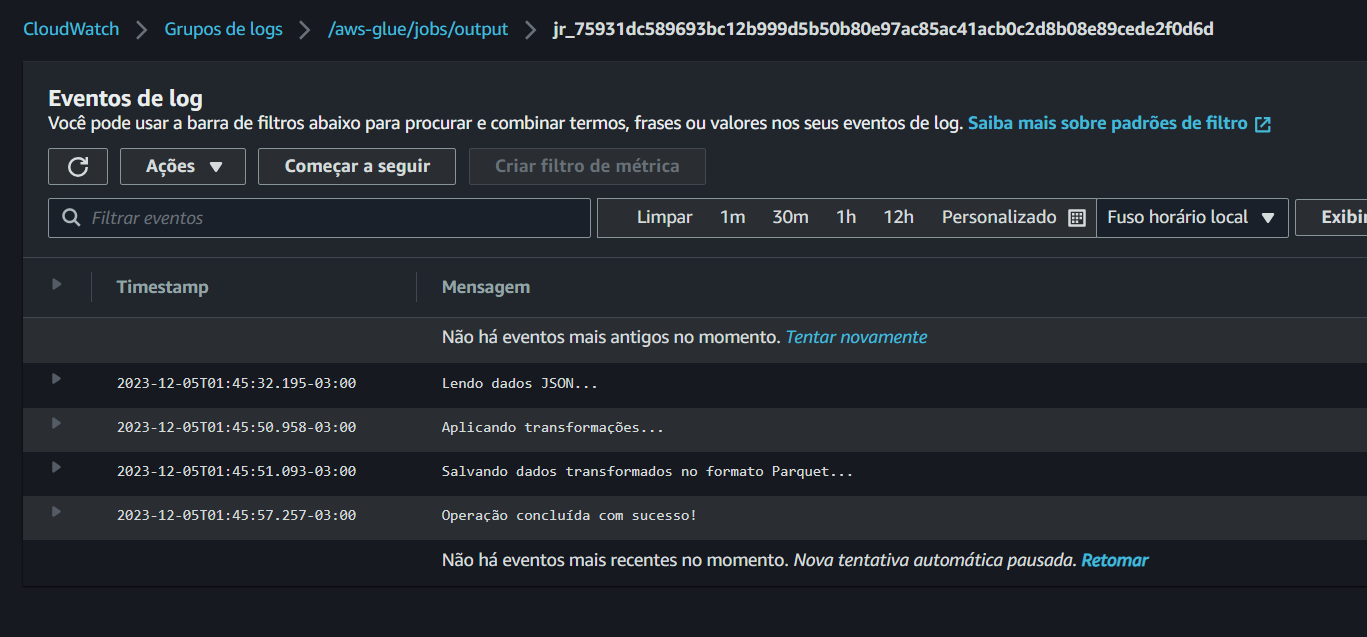 CloudWatch > Grupos de logs > /aws-glue/jobs/output > jr_75931dc589693bc12b999d5b50b80e97ac85ac41acb0c2d8b08e89cede2f0d6d
Eventos de log
Você pode usar a barra de filtros abaixo para procurar e combinar termos, frases ou valores nos seus eventos de log. Saiba mais sobre padrões de filtro
Ações Começar a seguir Criar filtro de métrica
Filtrar eventos Limpar 1m 30m 1h 12h Personalizado Fuso horário local
Timestamp Mensagem
Não há eventos mais antigos no momento. Tentar novamente
2023-12-05T01:45:32.195-03:00 Lendo dados JSON...
2023-12-05T01:45:50.958-03:00 Aplicando transformações...
2023-12-05T01:45:51.093-03:00 Salvando dados transformados no formato Parquet...
2023-12-05T01:45:57.257-03:00 Operação concluída com sucesso!
Não há eventos mais recentes no momento. Nova tentativa automática pausada. Retomar